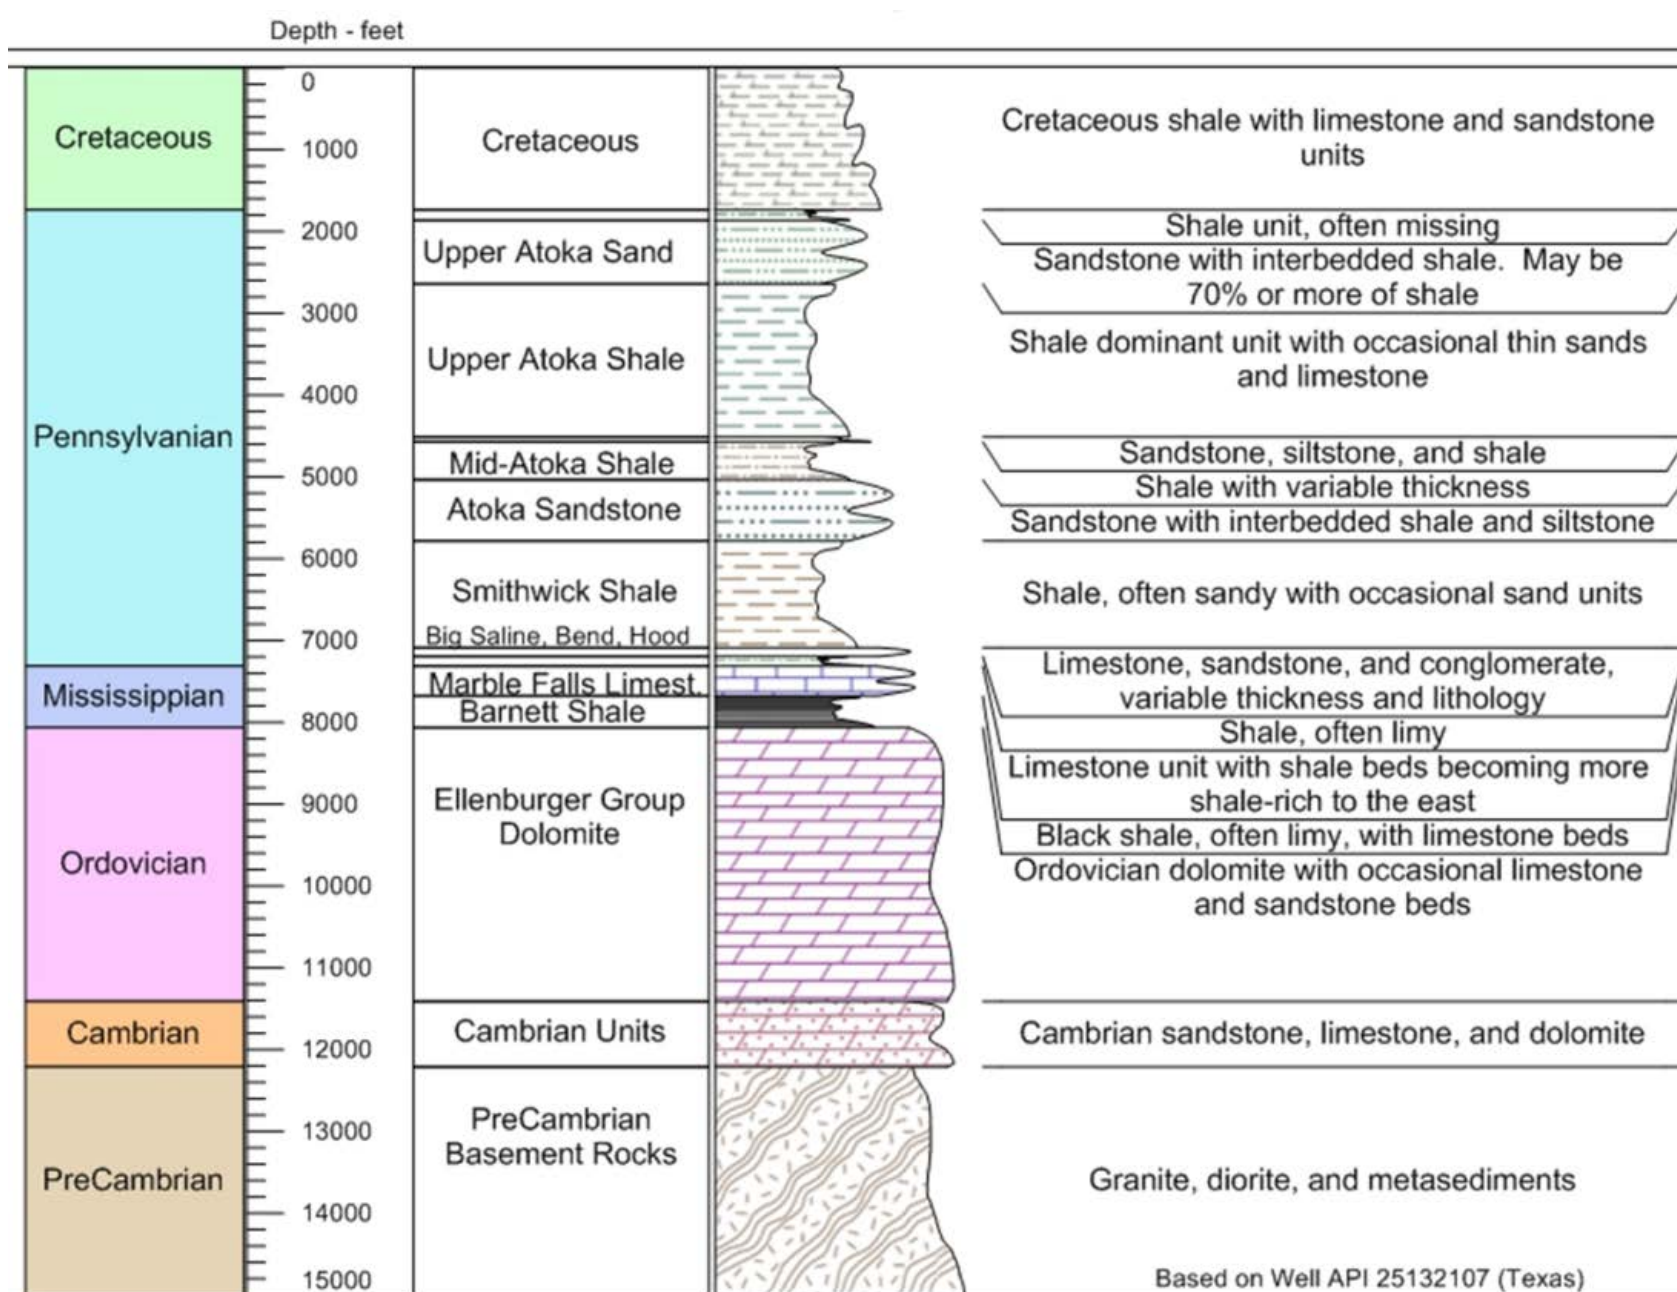 Depth - feet
Cretaceous
Pennsylvanian
Mississippian
Ordovician
Cambrian
PreCambrian
0
1000
2000
3000
4000
5000
6000
7000
8000
9000
10000
11000
12000
13000
14000
15000
Cretaceous
Upper Atoka Sand
Upper Atoka Shale
Mid-Atoka Shale
Atoka Sandstone
Smithwick Shale
Big Saline, Bend, Hood
Marble Falls Limest.
Barnett Shale
Ellenburger Group
Dolomite
Cambrian Units
PreCambrian
Basement Rocks
Cretaceous shale with limestone and sandstone
units
Shale unit, often missing
Sandstone with interbedded shale. May be
70% or more of shale
Shale dominant unit with occasional thin sands
and limestone
Sandstone, siltstone, and shale
Shale with variable thickness
Sandstone with interbedded shale and siltstone
Shale, often sandy with occasional sand units
Limestone, sandstone, and conglomerate,
variable thickness and lithology
Shale, often limy
Limestone unit with shale beds becoming more
shale-rich to the east
Black shale, often limy, with limestone beds
Ordovician dolomite with occasional limestone
and sandstone beds
Cambrian sandstone, limestone, and dolomite
Granite, diorite, and metasediments
Based on Well API 25132107 (Texas)